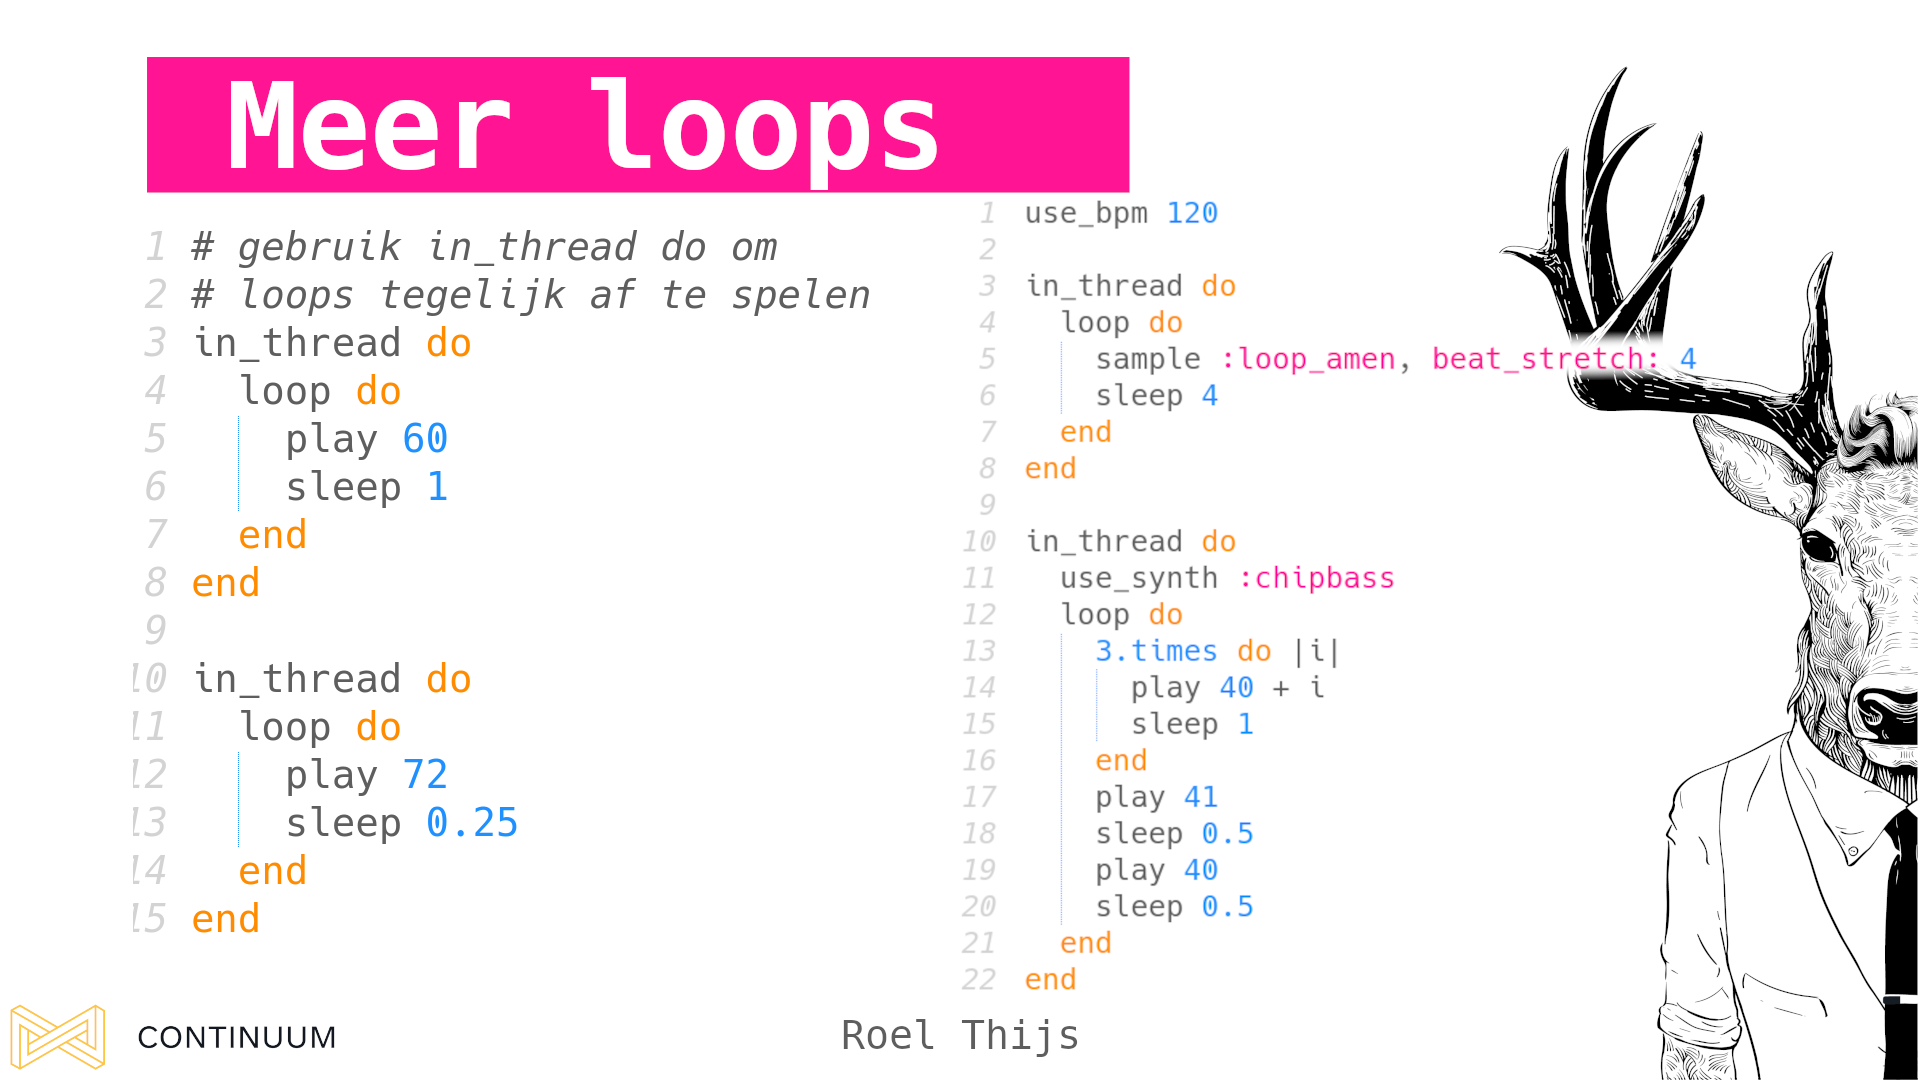 Meer loops
1 # gebruik in_thread do om
2 # loops tegelijk af te spelen
3 in_thread do
4   loop do
5     play 60
6     sleep 1
7   end
8 end
9
10 in_thread do
11   loop do
12     play 72
13     sleep 0.25
14   end
15 end
1 use_bpm 120
2
3 in_thread do
4   loop do
5     sample :loop_amen, beat_stretch: 4
6     sleep 4
7   end
8 end
9
10 in_thread do
11   use_synth :chipbass
12   loop do
13     3.times do |i|
14       play 40 + i
15       sleep 1
16     end
17     play 41
18     sleep 0.5
19     play 40
20     sleep 0.5
21   end
22 end
CONTINUUM
Roel Thijs